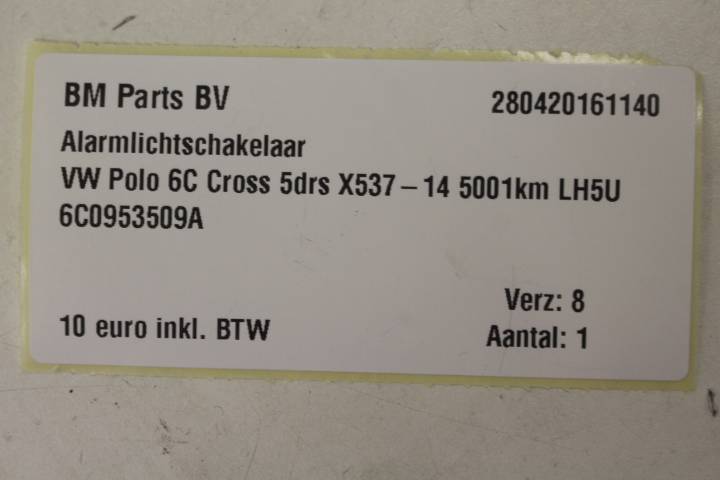 BM Parts BV 280420161140
Alarmlichtschakelaar
VW Polo 6C Cross 5drs X537 – 14 5001km LH5U
6C0953509A
Verz: 8
10 euro inkl. BTW Aantal: 1